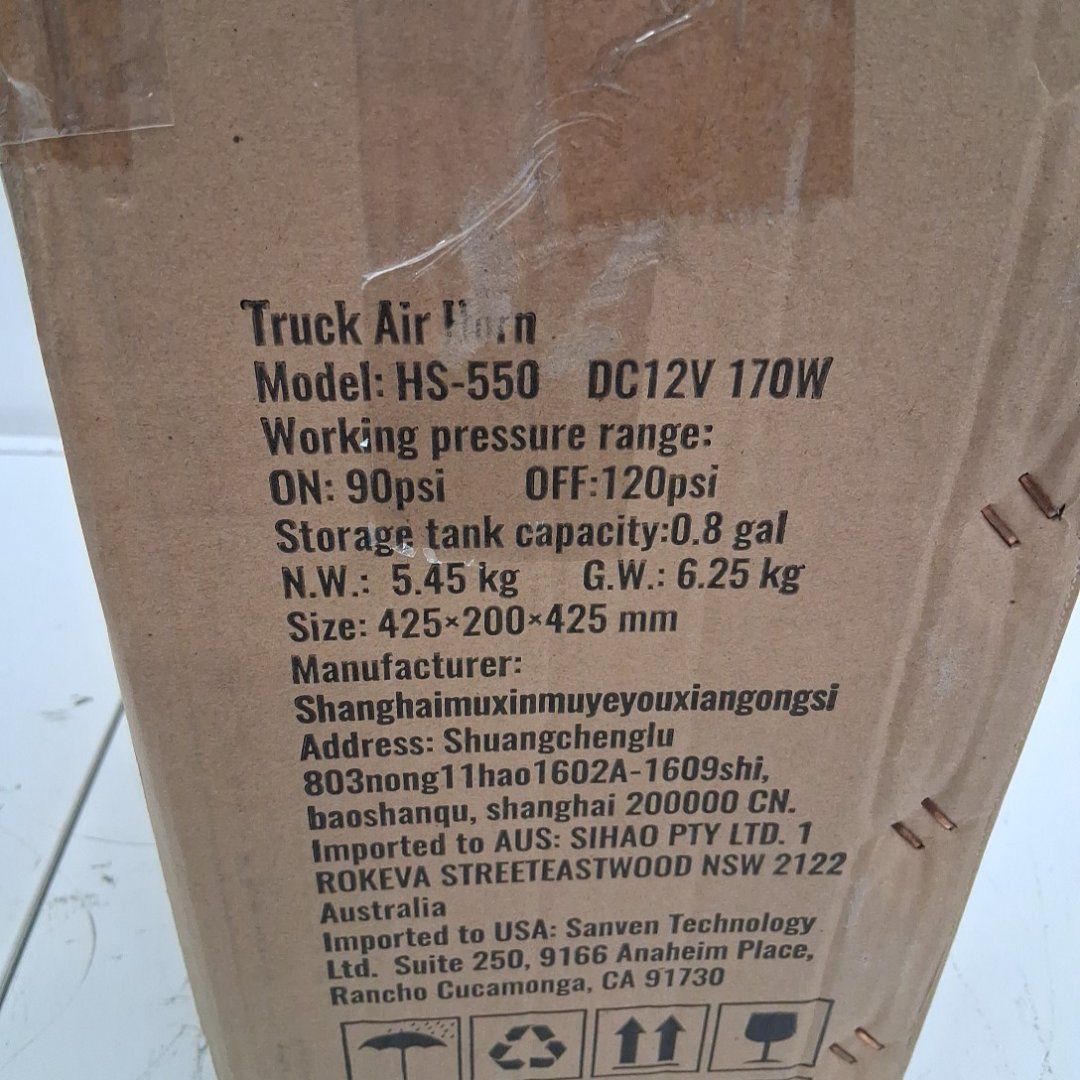 Truck Air Horn
Model: HS-550 DC12V 170W
Working pressure range:
ON: 90psi OFF:120psi
Storage tank capacity:0.8 gal
N.W.: 5.45 kg G.W.: 6.25 kg
Size: 425×200×425 mm
Manufacturer:
Shanghaimuxinmuyeyouxiangongsi
Address: Shuangchenglu
803nong11hao1602A-1609shi,
baoshanqu, shanghai 200000 CN.
Imported to AUS: SIHAO PTY LTD. 1
ROKEVA STREETEASTWOOD NSW 2122
Australia
Imported to USA: Sanven Technology
Ltd. Suite 250, 9166 Anaheim Place,
Rancho Cucamonga, CA 91730